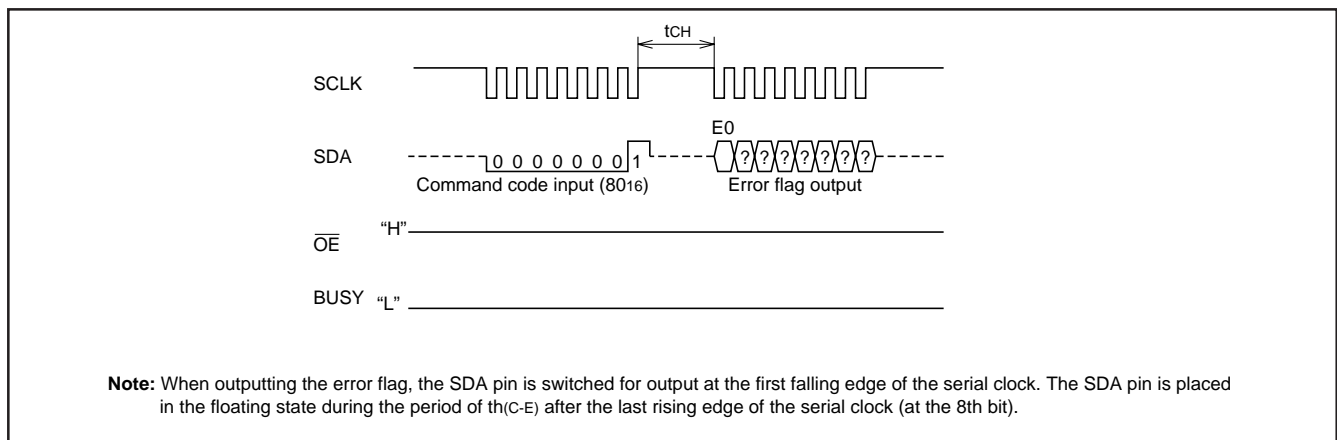 tCH
SCLK
E0
SDA
0 0 0 0 0 0 0 1
? ? ? ? ? ? ?
Command code input (8016)
Error flag output
OE
“H”
BUSY
“L”
Note: When outputting the error flag, the SDA pin is switched for output at the first falling edge of the serial clock. The SDA pin is placed
in the floating state during the period of th(C-E) after the last rising edge of the serial clock (at the 8th bit).